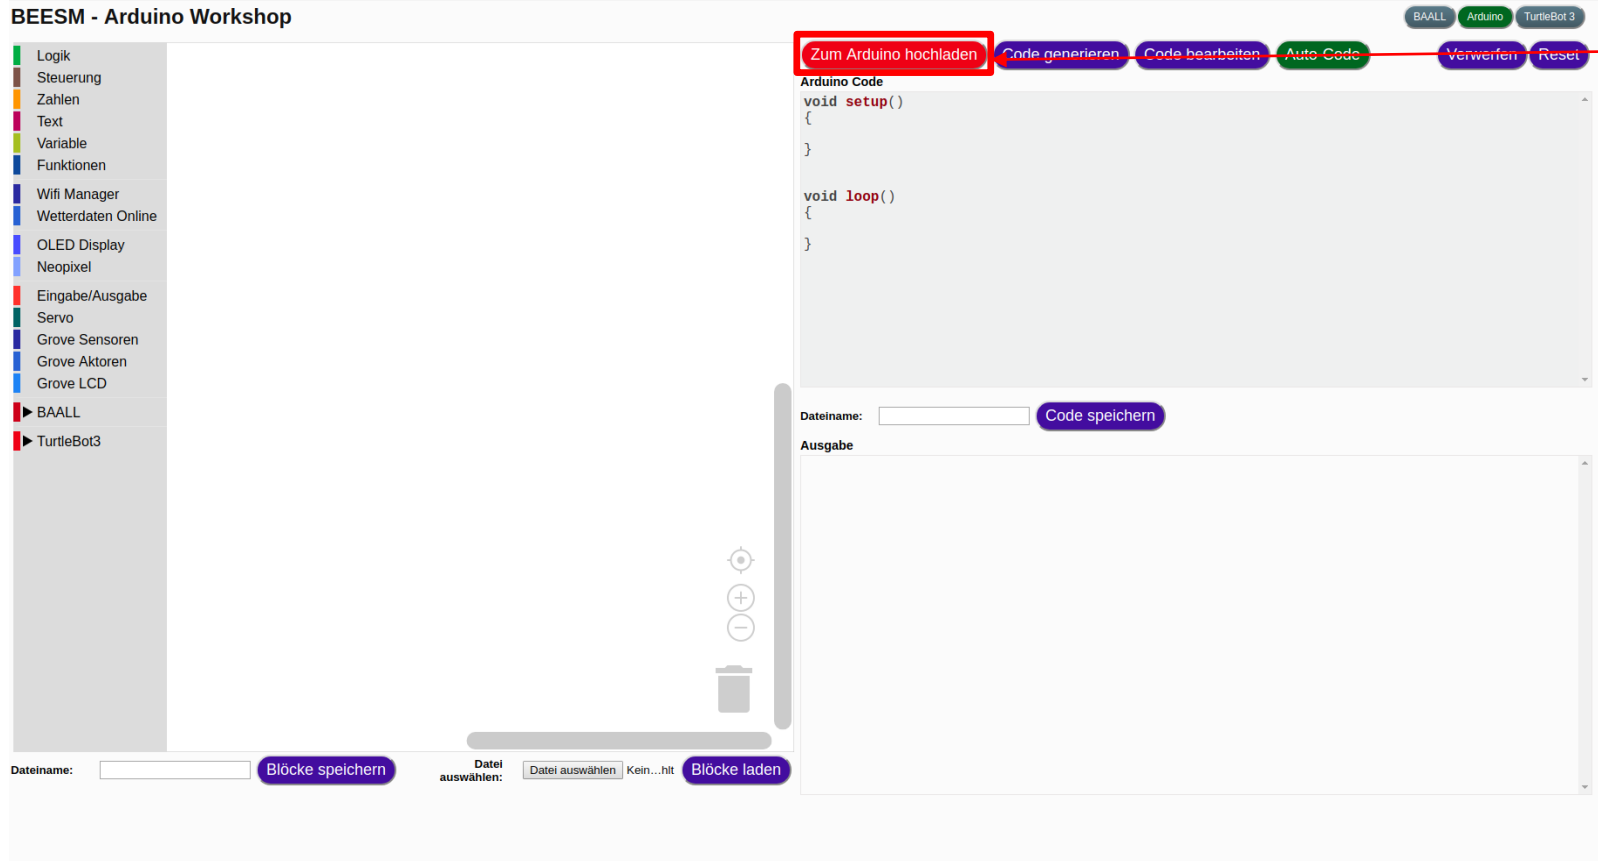 BEESM - Arduino Workshop
BAALL Arduino TurtleBot 3
Zum Arduino hochladen Code generieren Code bearbeiten Auto-Code Verwerfen Reset
Logik
Steuerung
Zahlen
Text
Variable
Funktionen
Wifi Manager
Wetterdaten Online
OLED Display
Neopixel
Eingabe/Ausgabe
Servo
Grove Sensoren
Grove Aktoren
Grove LCD
BAALL
TurtleBot3
Arduino Code
void setup()
{
}
void loop()
{
}
Dateiname: Code speichern
Ausgabe
Dateiname: Blöcke speichern
Datei
auswählen: Datei auswählen Kein...hlt Blöcke laden